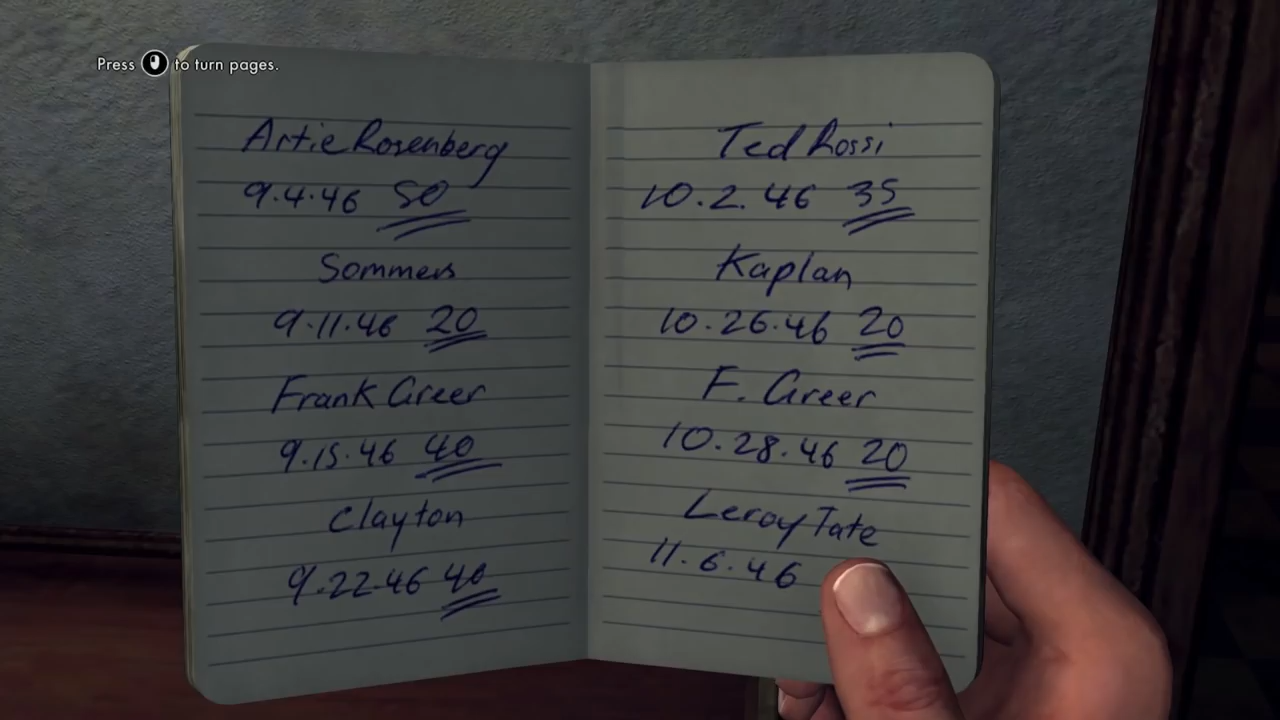 Press to turn pages.
Artie Rosenberg
9.4.46 50
Sommers
9.11.46 20
Frank Greer
9.15.46 40
Clayton
9.22.46 40
Ted Rossi
10.2.46 35
Kaplan
10.26.46 20
F. Greer
10.28.46 20
Leroy Tate
11.6.46